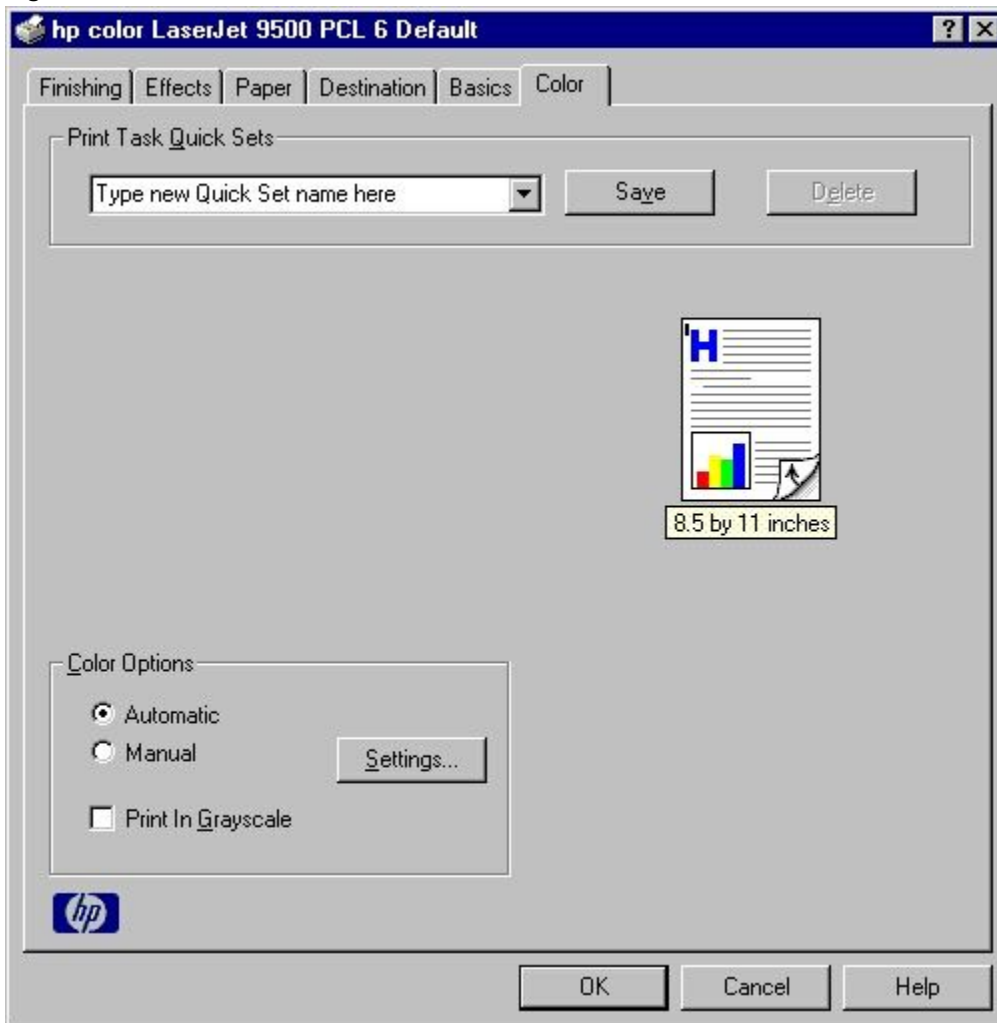 hp color LaserJet 9500 PCL 6 Default
Finishing Effects Paper Destination Basics Color
Print Task Quick Sets
Type new Quick Set name here Save Delete
H
8.5 by 11 inches
Color Options
Automatic
Manual Settings...
Print In Grayscale
hp
OK Cancel Help